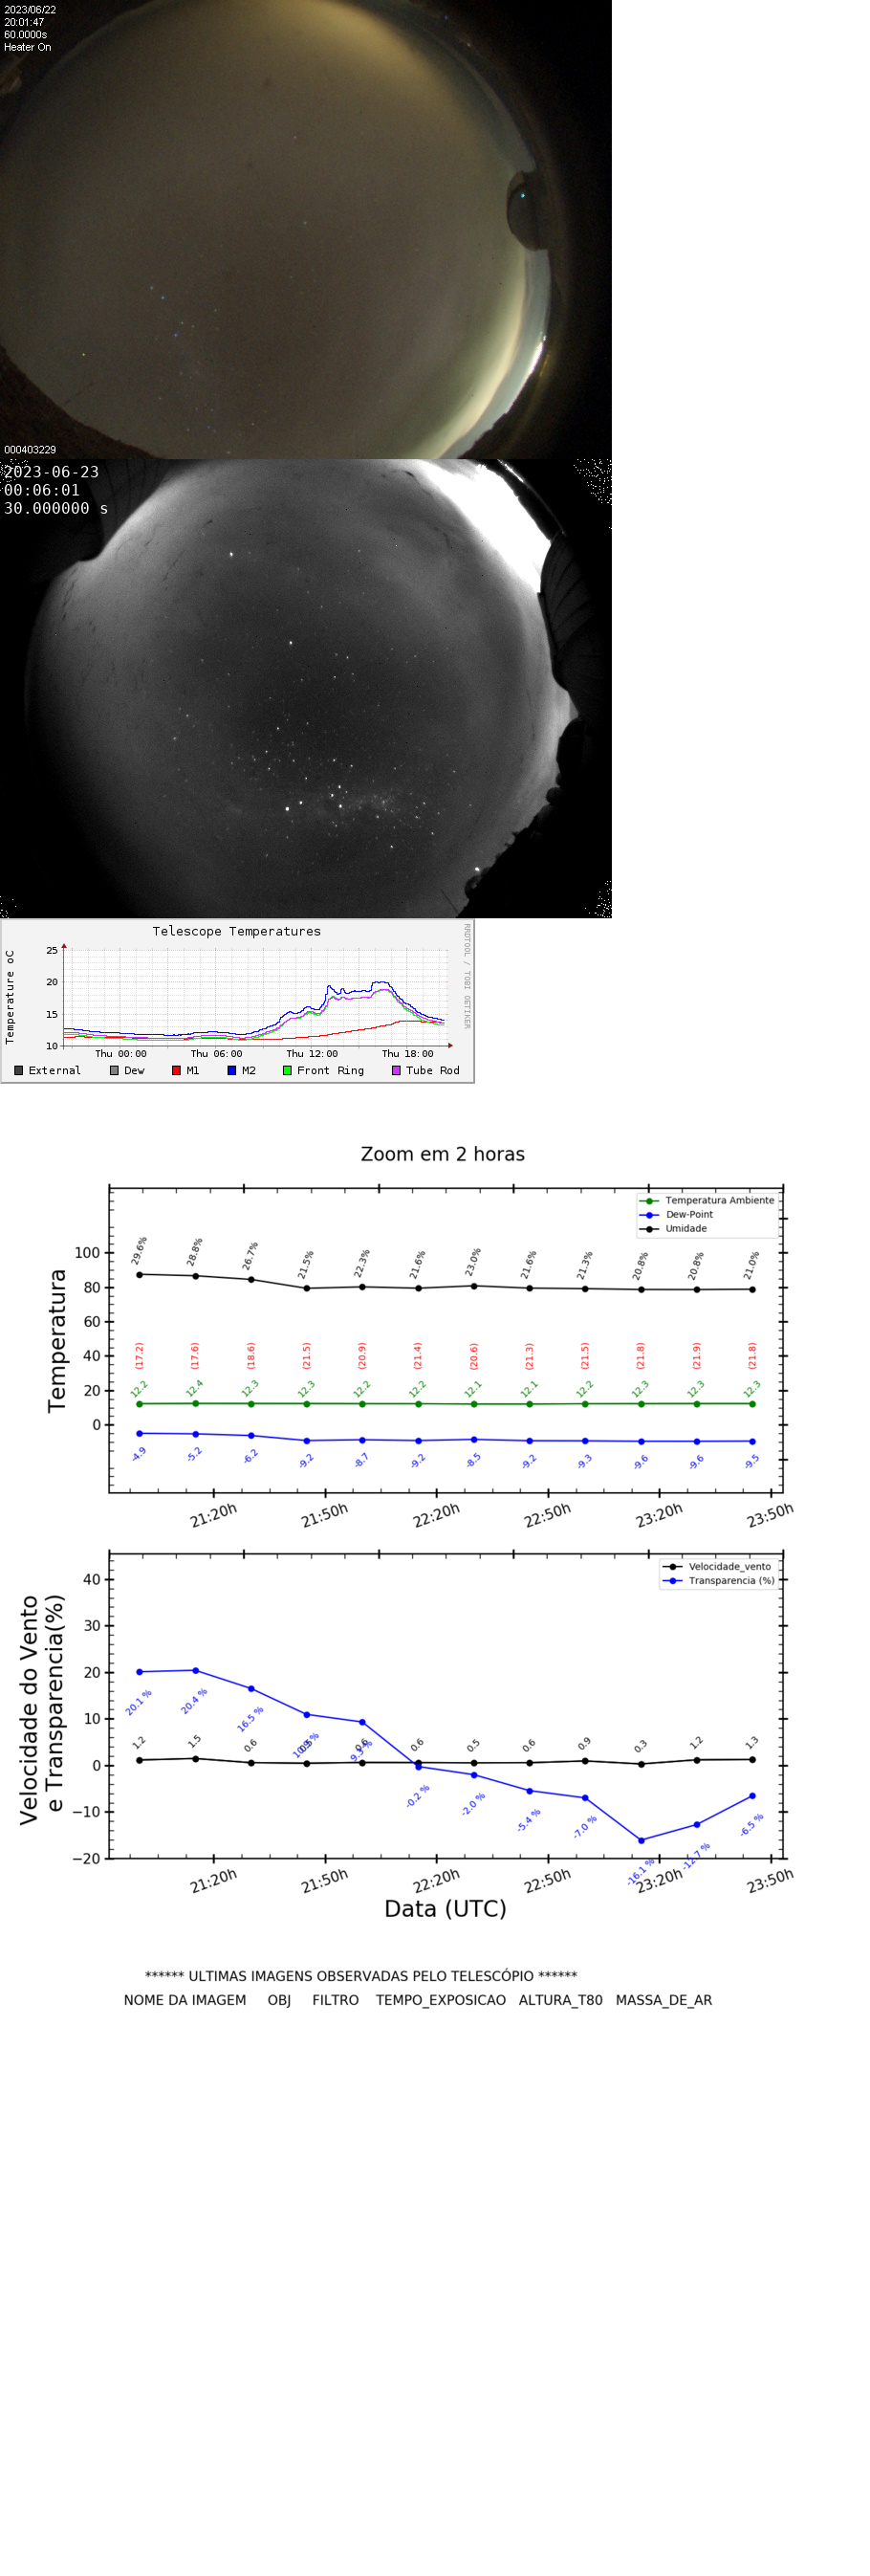 2023/06/22
20:01:47
60.0000s
Heater On
000403229
2023-06-23
00:06:01
30.000000 s
Telescope Temperatures
RRDTOOL / TOBI OETIKER
Temperature oC
25
20
15
10
Thu 00:00 Thu 06:00 Thu 12:00 Thu 18:00
External Dew M1 M2 Front Ring Tube Rod
Zoom em 2 horas
Temperatura Ambiente
Dew-Point
Umidade
Temperatura
100
80
60
40
20
0
29.6% 28.8% 26.7% 21.5% 22.3% 21.6% 23.0% 21.6% 21.3% 20.8% 20.8% 21.0%
(17.2) (17.6) (18.6) (21.5) (20.9) (21.4) (20.6) (21.3) (21.5) (21.8) (21.9) (21.8)
12.2 12.4 12.3 12.3 12.2 12.2 12.1 12.1 12.2 12.3 12.3 12.3
-4.9 -5.2 -6.2 -9.2 -8.7 -9.2 -8.5 -9.2 -9.3 -9.6 -9.6 -9.5
21:20h 21:50h 22:20h 22:50h 23:20h 23:50h
Velocidade_vento
Transparencia (%)
Velocidade do Vento
e Transparencia(%)
40
30
20
10
0
−10
−20
1.2 1.5 0.6 0.6 0.6 0.5 0.6 0.9 0.3 1.2 1.3
20.1 % 20.4 % 16.5 % -0.2 % -2.0 % -5.4 % -7.0 % -16.1 % -12.7 % -6.5 %
21:20h 21:50h 22:20h 22:50h 23:20h 23:50h
Data (UTC)
****** ULTIMAS IMAGENS OBSERVADAS PELO TELESCÓPIO ******
NOME DA IMAGEM OBJ FILTRO TEMPO_EXPOSICAO ALTURA_T80 MASSA_DE_AR